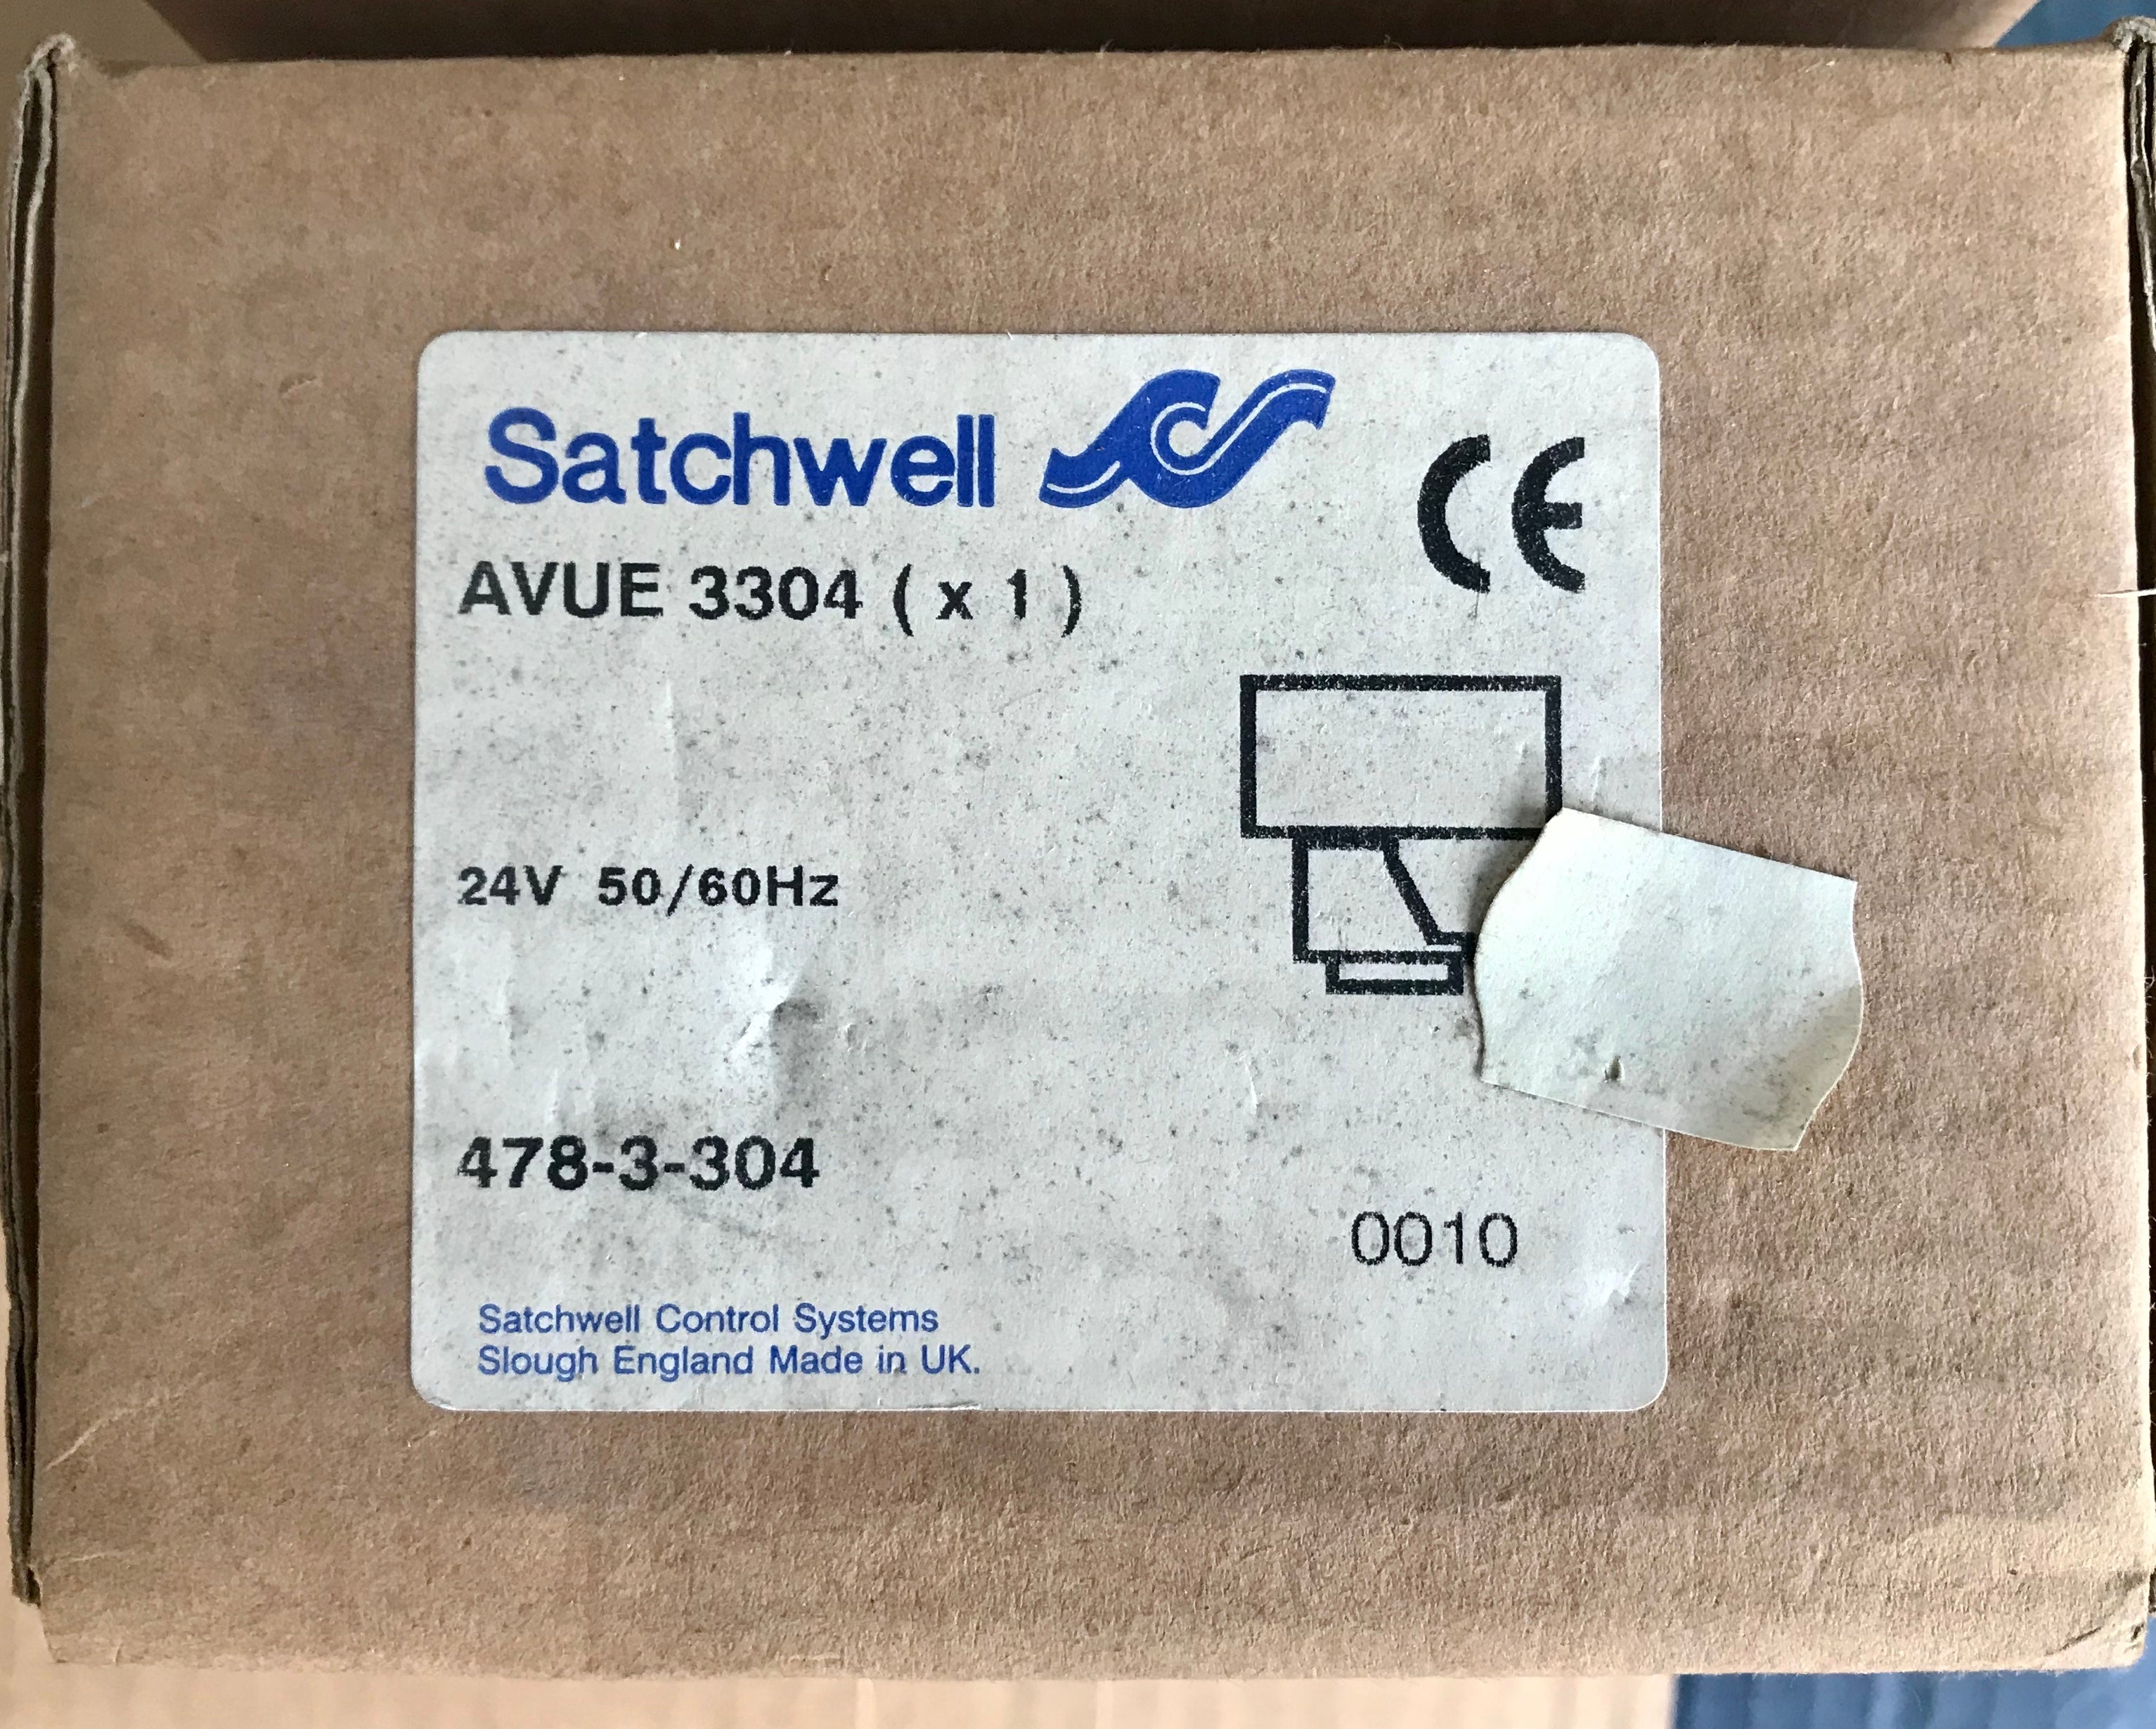 Satchwell
CE
AVUE 3304 ( x 1 )
24V 50/60Hz
478-3-304
0010
Satchwell Control Systems
Slough England Made in UK.